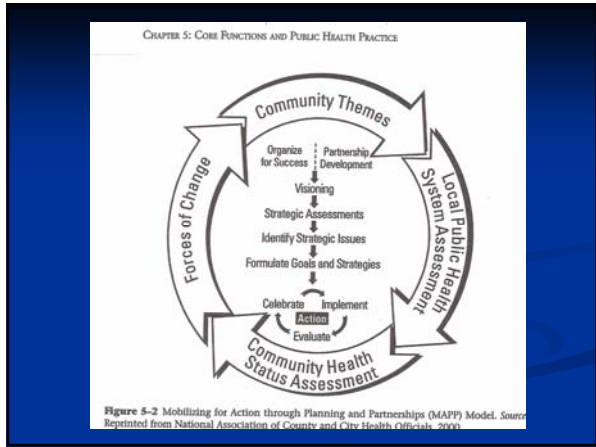 CHAPTER 5: CORE FUNCTIONS AND PUBLIC HEALTH PRACTICE
Community Themes
Organize for Success
Partnership Development
Visioning
Strategic Assessments
Identify Strategic Issues
Formulate Goals and Strategies
Celebrate
Implement
Action
Evaluate
Local Public Health
System Assessment
Community Health
Status Assessment
Forces of Change
Figure 5-2 Mobilizing for Action through Planning and Partnerships (MAPP) Model. Source
Reprinted from National Association of County and City Health Officials, 2000